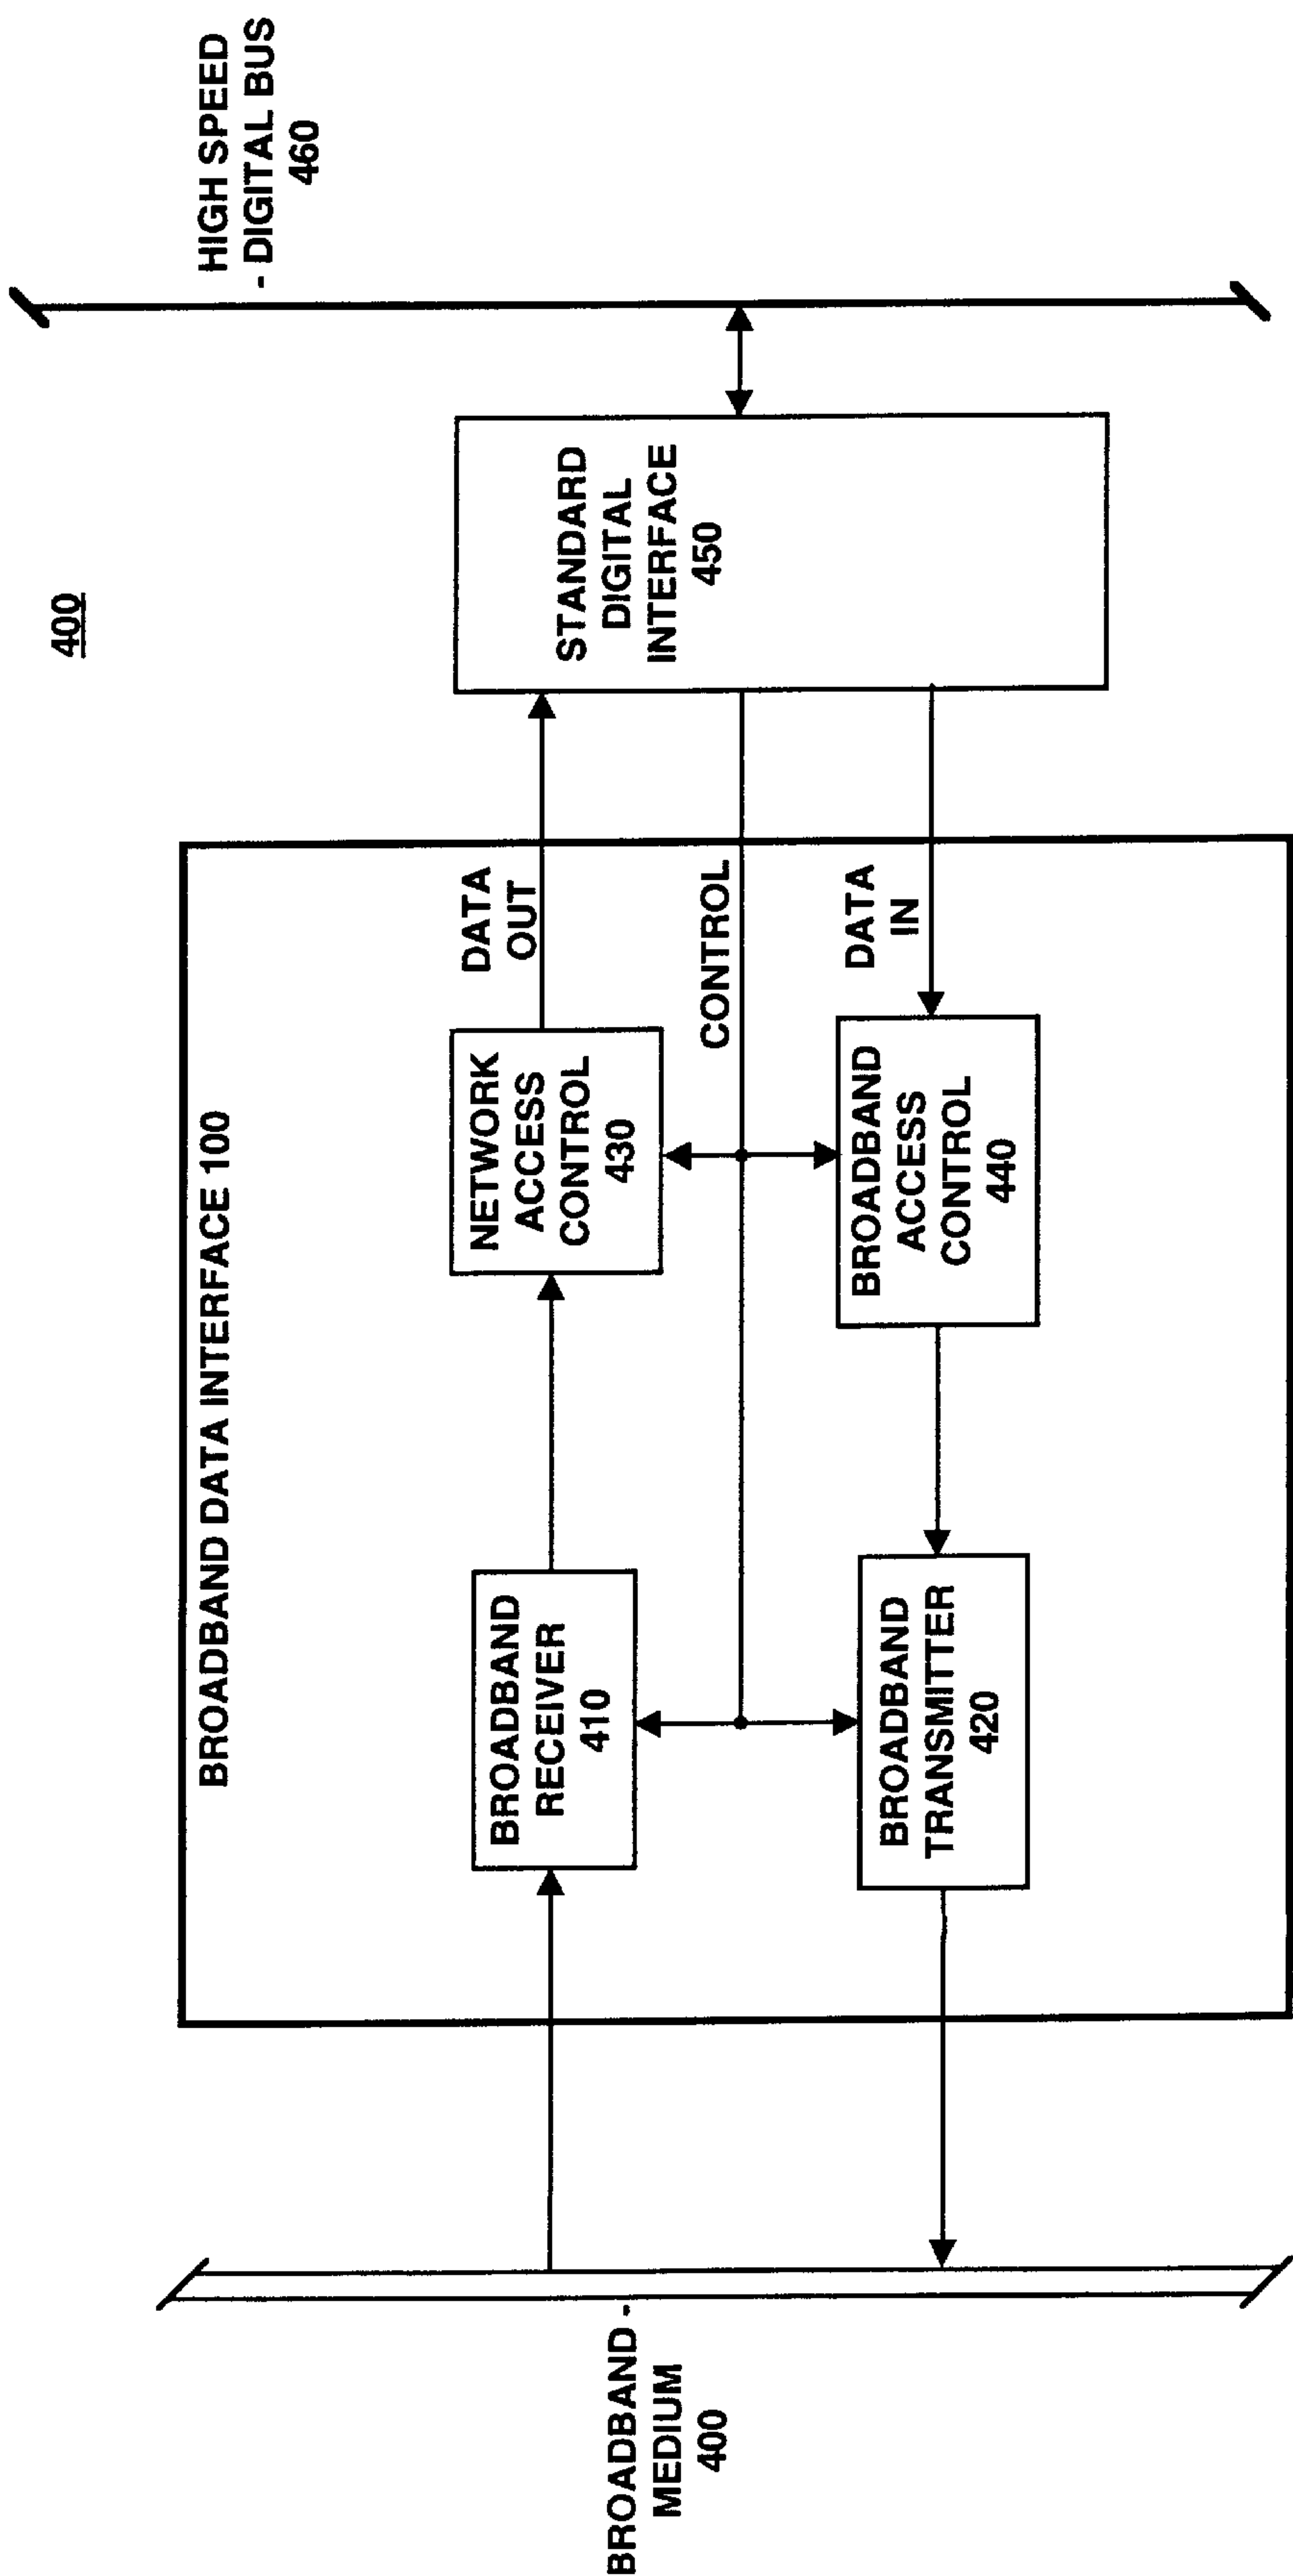 400
HIGH SPEED
- DIGITAL BUS
460
BROADBAND DATA INTERFACE 100
BROADBAND
RECEIVER
410
NETWORK
ACCESS
CONTROL
430
DATA
OUT
STANDARD
DIGITAL
INTERFACE
450
BROADBAND -
MEDIUM
400
CONTROL
BROADBAND
TRANSMITTER
420
BROADBAND
ACCESS
CONTROL
440
DATA
IN